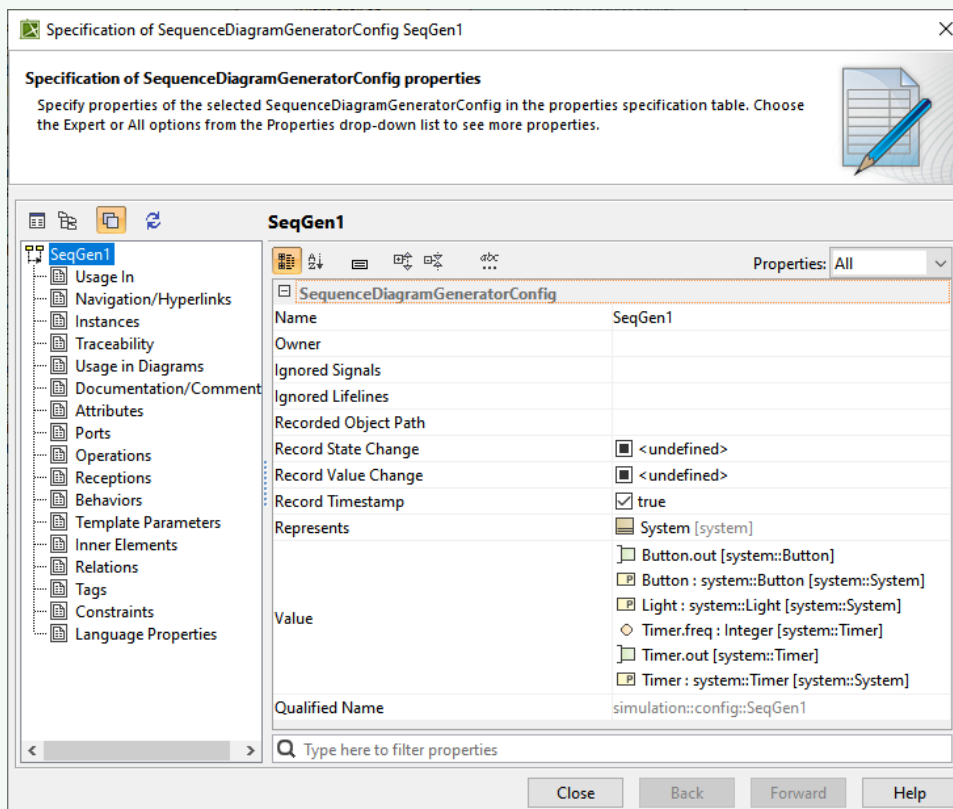 Specification of SequenceDiagramGeneratorConfig SeqGen1
Specification of SequenceDiagramGeneratorConfig properties
Specify properties of the selected SequenceDiagramGeneratorConfig in the properties specification table. Choose
the Expert or All options from the Properties drop-down list to see more properties.
SeqGen1
SeqGen1
Usage In
Navigation/Hyperlinks
Instances
Traceability
Usage in Diagrams
Documentation/Comment
Attributes
Ports
Operations
Receptions
Behaviors
Template Parameters
Inner Elements
Relations
Tags
Constraints
Language Properties
abc
Properties: All
SequenceDiagramGeneratorConfig
Name SeqGen1
Owner
Ignored Signals
Ignored Lifelines
Recorded Object Path
Record State Change <undefined>
Record Value Change <undefined>
Record Timestamp true
Represents System [system]
Value
Button.out [system::Button]
P Button : system::Button [system::System]
P Light : system::Light [system::System]
Timer.freq : Integer [system::Timer]
Timer.out [system::Timer]
P Timer : system::Timer [system::System]
Qualified Name simulation::config::SeqGen1
Type here to filter properties
Close Back Forward Help